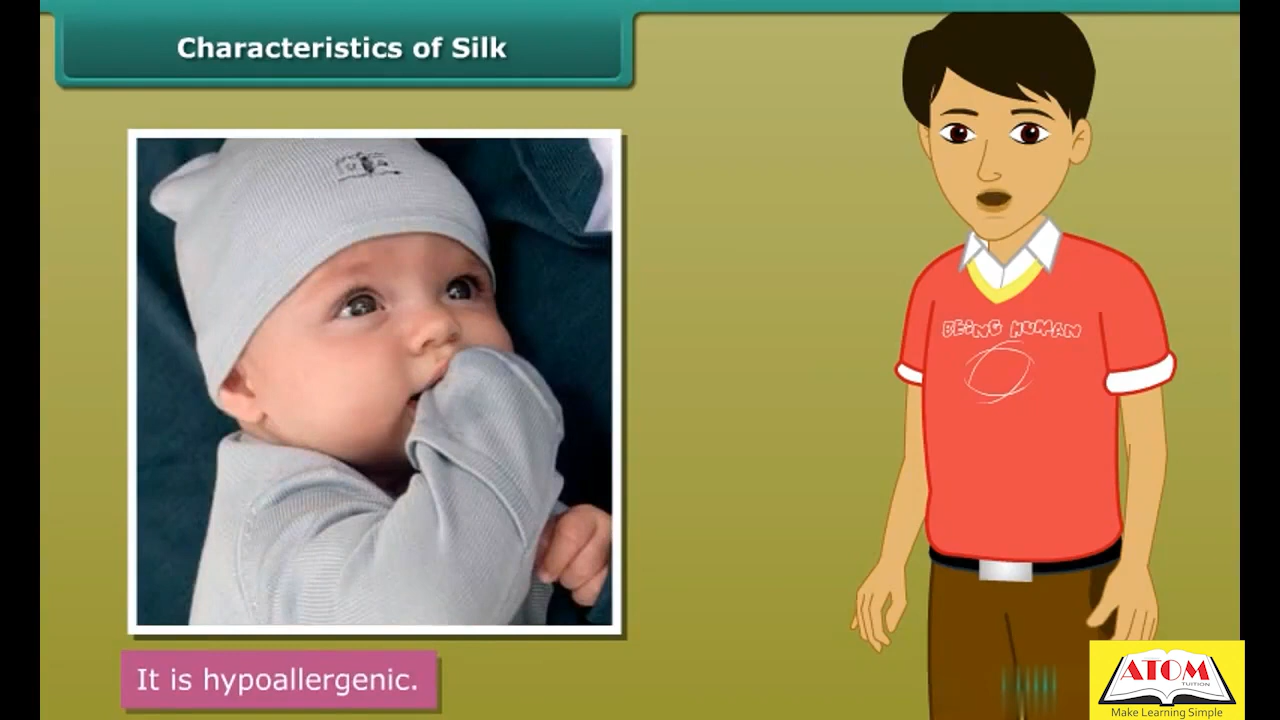 Characteristics of Silk
BEING HUMAN
It is hypoallergenic.
ATOM
TUITION
Make Learning Simple